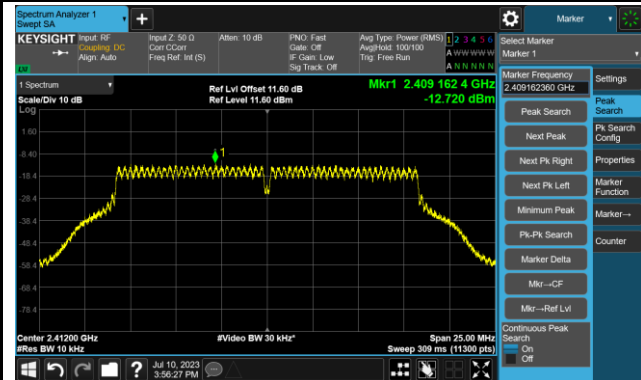 Spectrum Analyzer 1
Swept SA
Marker
KEYSIGHT
Input: RF
Coupling: DC
Align: Auto
Input Z: 50 Ω
Corr CCorr
Freq Ref: Int (S)
Atten: 10 dB
PNO: Fast
Gate: Off
IF Gain: Low
Sig Track: Off
Avg Type: Power (RMS)
Avg|Hold: 100/100
Trig: Free Run
1 2 3 4 5 6
A W W W W W
A N N N N N
Select Marker
Marker 1
1 Spectrum
Scale/Div 10 dB
Log
Ref Lvl Offset 11.60 dB
Ref Level 11.60 dBm
Mkr1 2.409 162 4 GHz
-12.720 dBm
1.60
-8.40
-18.4
-28.4
-38.4
-48.4
-58.4
-68.4
-78.4
1
Center 2.41200 GHz
#Res BW 10 kHz
#Video BW 30 kHz*
Span 25.00 MHz
Sweep 309 ms (11300 pts)
Marker Frequency
2.409162360 GHz
Peak Search
Next Peak
Next Pk Right
Next Pk Left
Minimum Peak
Pk-Pk Search
Marker Delta
Mkr→CF
Mkr→Ref Lvl
Continuous Peak
Search
On
Off
Settings
Peak
Search
Pk Search
Config
Properties
Marker
Function
Marker→
Counter
Jul 10, 2023
3:56:27 PM